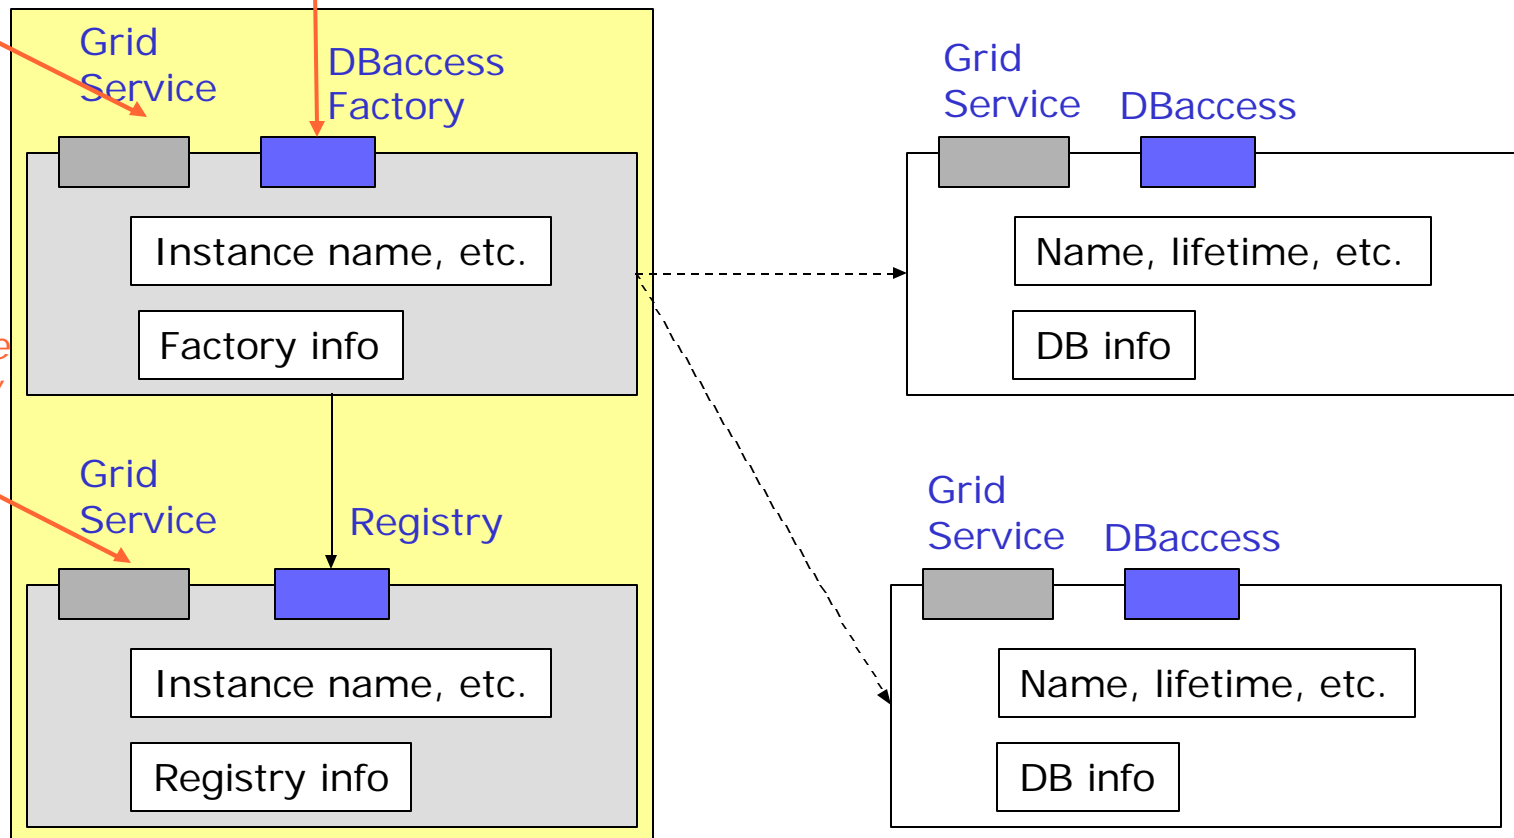 Grid
Service
DBaccess
Factory
Instance name, etc.
Factory info
Grid
Service
Registry
Instance name, etc.
Registry info
Grid
Service
DBaccess
Name, lifetime, etc.
DB info
Grid
Service
DBaccess
Name, lifetime, etc.
DB info